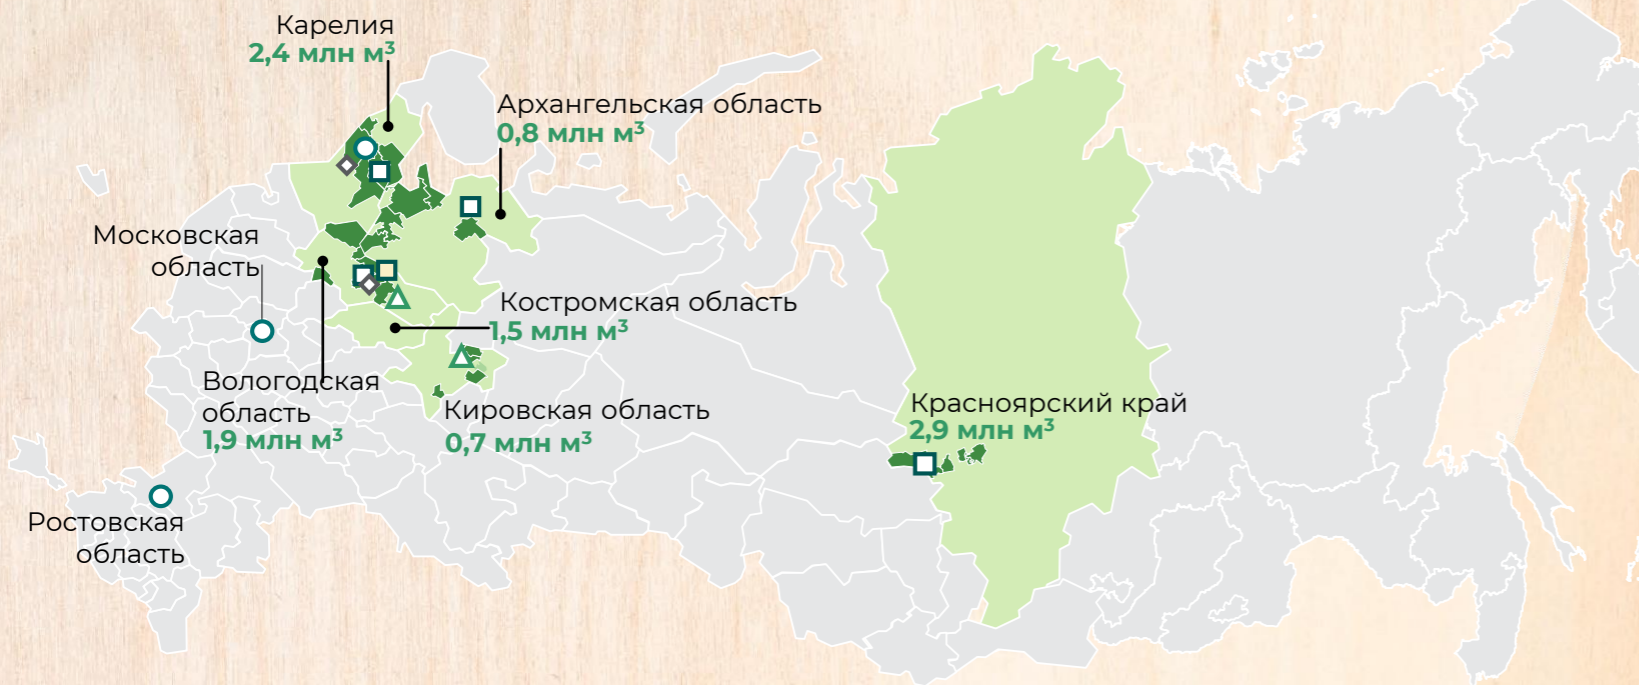 Карелия
2,4 млн м³
Архангельская область
0,8 млн м³
Московская
область
Костромская область
1,5 млн м³
Вологодская
область
1,9 млн м³
Кировская область
0,7 млн м³
Красноярский край
2,9 млн м³
Ростовская
область